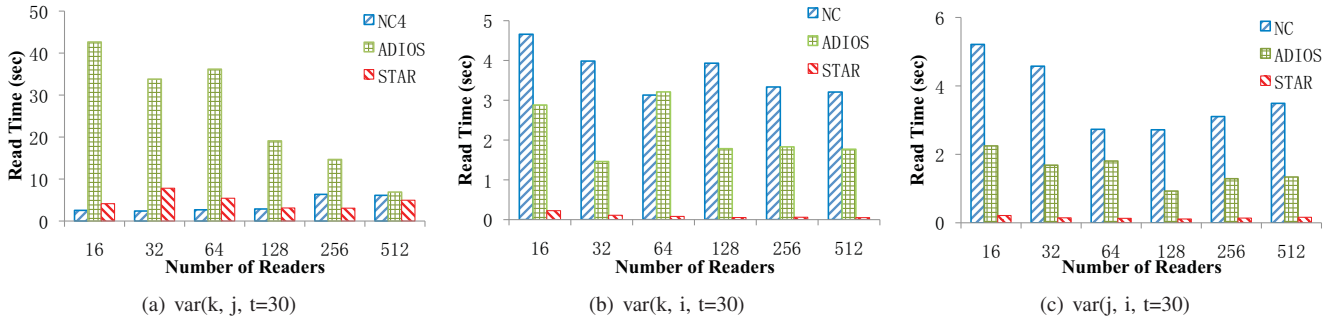 50
40
30
20
10
0
Read Time (sec)
NC4
ADIOS
STAR
16 32 64 128 256 512
Number of Readers
(a) var(k, j, t=30)
5
4
3
2
1
0
Read Time (sec)
NC
ADIOS
STAR
16 32 64 128 256 512
Number of Readers
(b) var(k, i, t=30)
6
4
2
0
Read Time (sec)
NC
ADIOS
STAR
16 32 64 128 256 512
Number of Readers
(c) var(j, i, t=30)